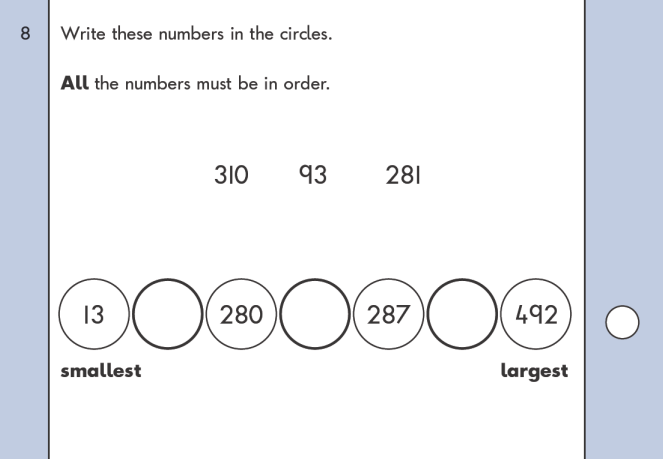 8 Write these numbers in the circles.
All the numbers must be in order.
310 93 281
13 280 287 492
smallest largest